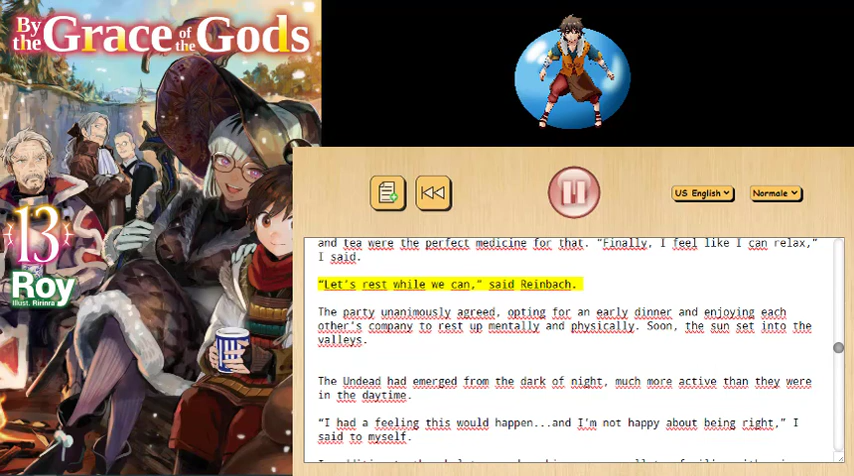 By
the Grace of the Gods
13
Roy
Illust. Ririnra
US English
Normale
and tea were the perfect medicine for that. “Finally, I feel like I can relax,”
I said.
“Let’s rest while we can,” said Reinbach.
The party unanimously agreed, opting for an early dinner and enjoying each
other’s company to rest up mentally and physically. Soon, the sun set into the
valleys.
The Undead had emerged from the dark of night, much more active than they were
in the daytime.
“I had a feeling this would happen...and I’m not happy about being right,” I
said to myself.